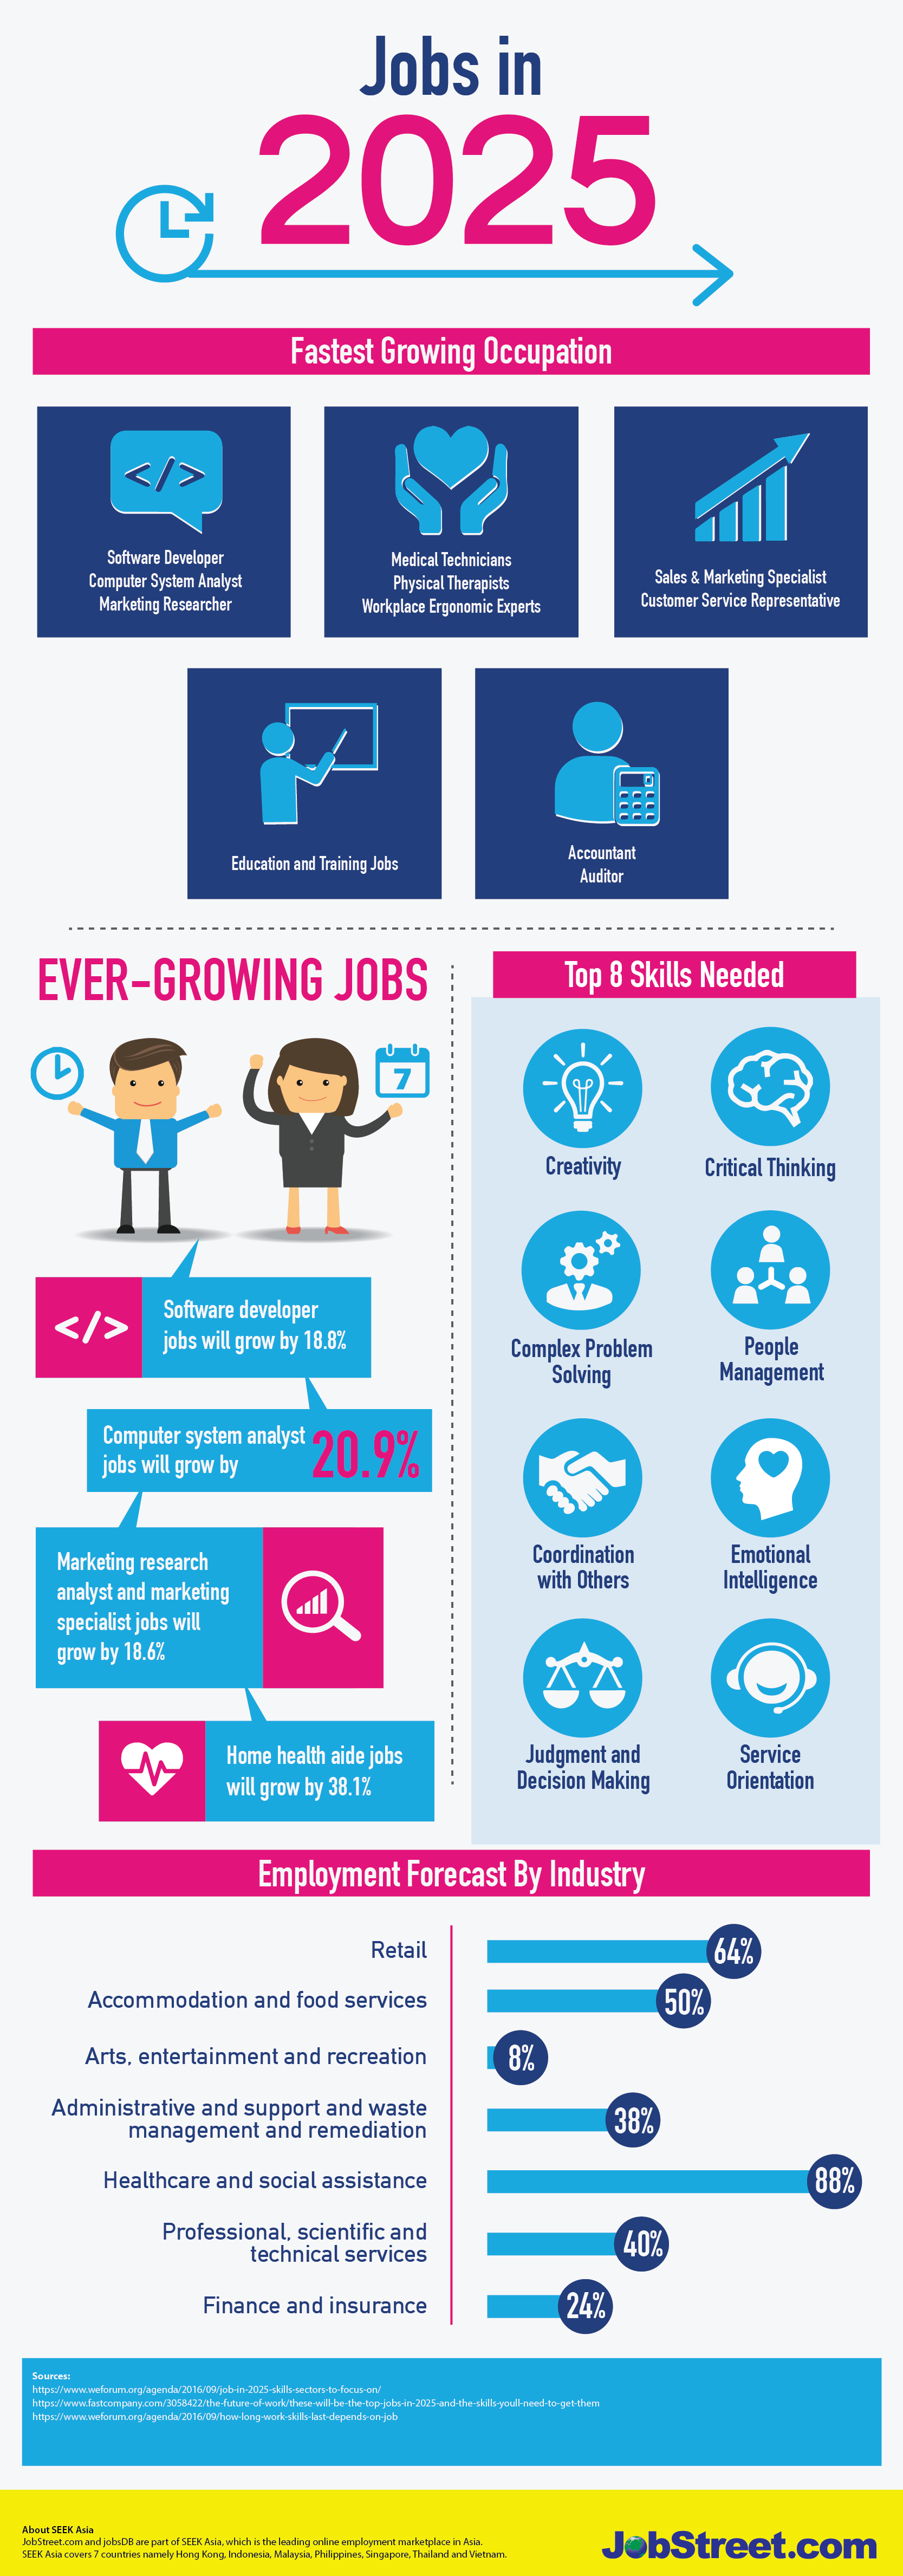 Jobs in
2025
Fastest Growing Occupation
</>
Software Developer
Computer System Analyst
Marketing Researcher
Medical Technicians
Physical Therapists
Workplace Ergonomic Experts
Sales & Marketing Specialist
Customer Service Representative
Education and Training Jobs
Accountant
Auditor
EVER-GROWING JOBS
7
</>
Software developer
jobs will grow by 18.8%
Computer system analyst
jobs will grow by
20.9%
Marketing research
analyst and marketing
specialist jobs will
grow by 18.6%
Home health aide jobs
will grow by 38.1%
Top 8 Skills Needed
Creativity
Critical Thinking
Complex Problem
Solving
People
Management
Coordination
with Others
Emotional
Intelligence
Judgment and
Decision Making
Service
Orientation
Employment Forecast By Industry
Retail
64%
Accommodation and food services
50%
Arts, entertainment and recreation
8%
Administrative and support and waste
management and remediation
38%
Healthcare and social assistance
88%
Professional, scientific and
technical services
40%
Finance and insurance
24%
Sources:
https://www.weforum.org/agenda/2016/09/job-in-2025-skills-sectors-to-focus-on/
https://www.fastcompany.com/3058422/the-future-of-work/these-will-be-the-top-jobs-in-2025-and-the-skills-youll-need-to-get-them
https://www.weforum.org/agenda/2016/09/how-long-work-skills-last-depends-on-job
About SEEK Asia
JobStreet.com and jobsDB are part of SEEK Asia, which is the leading online employment marketplace in Asia.
SEEK Asia covers 7 countries namely Hong Kong, Indonesia, Malaysia, Philippines, Singapore, Thailand and Vietnam.
JobStreet.com